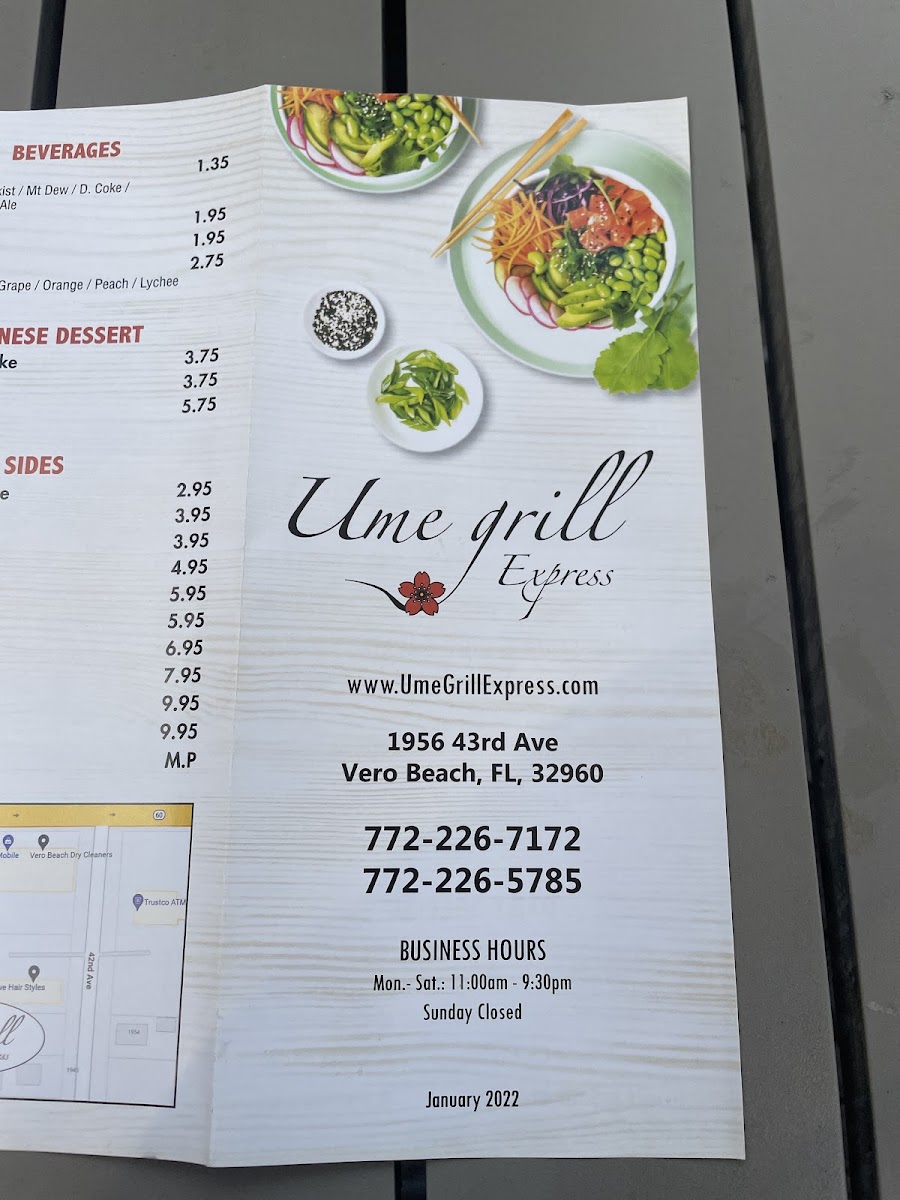 BEVERAGES
1.35
/ Mt Dew / D. Coke /
Ale
1.95
1.95
2.75
Grape / Orange / Peach / Lychee
DESSERT
3.75
3.75
5.75
SIDES
2.95
3.95
3.95
4.95
5.95
5.95
6.95
7.95
9.95
9.95
M.P
60
Vero Beach Dry Cleaners
Trustco ATM
42nd Ave
Hair Styles
1934
Ume grill
Express
www.UmeGrillExpress.com
1956 43rd Ave
Vero Beach, FL, 32960
772-226-7172
772-226-5785
BUSINESS HOURS
Mon.- Sat.: 11:00am - 9:30pm
Sunday Closed
January 2022